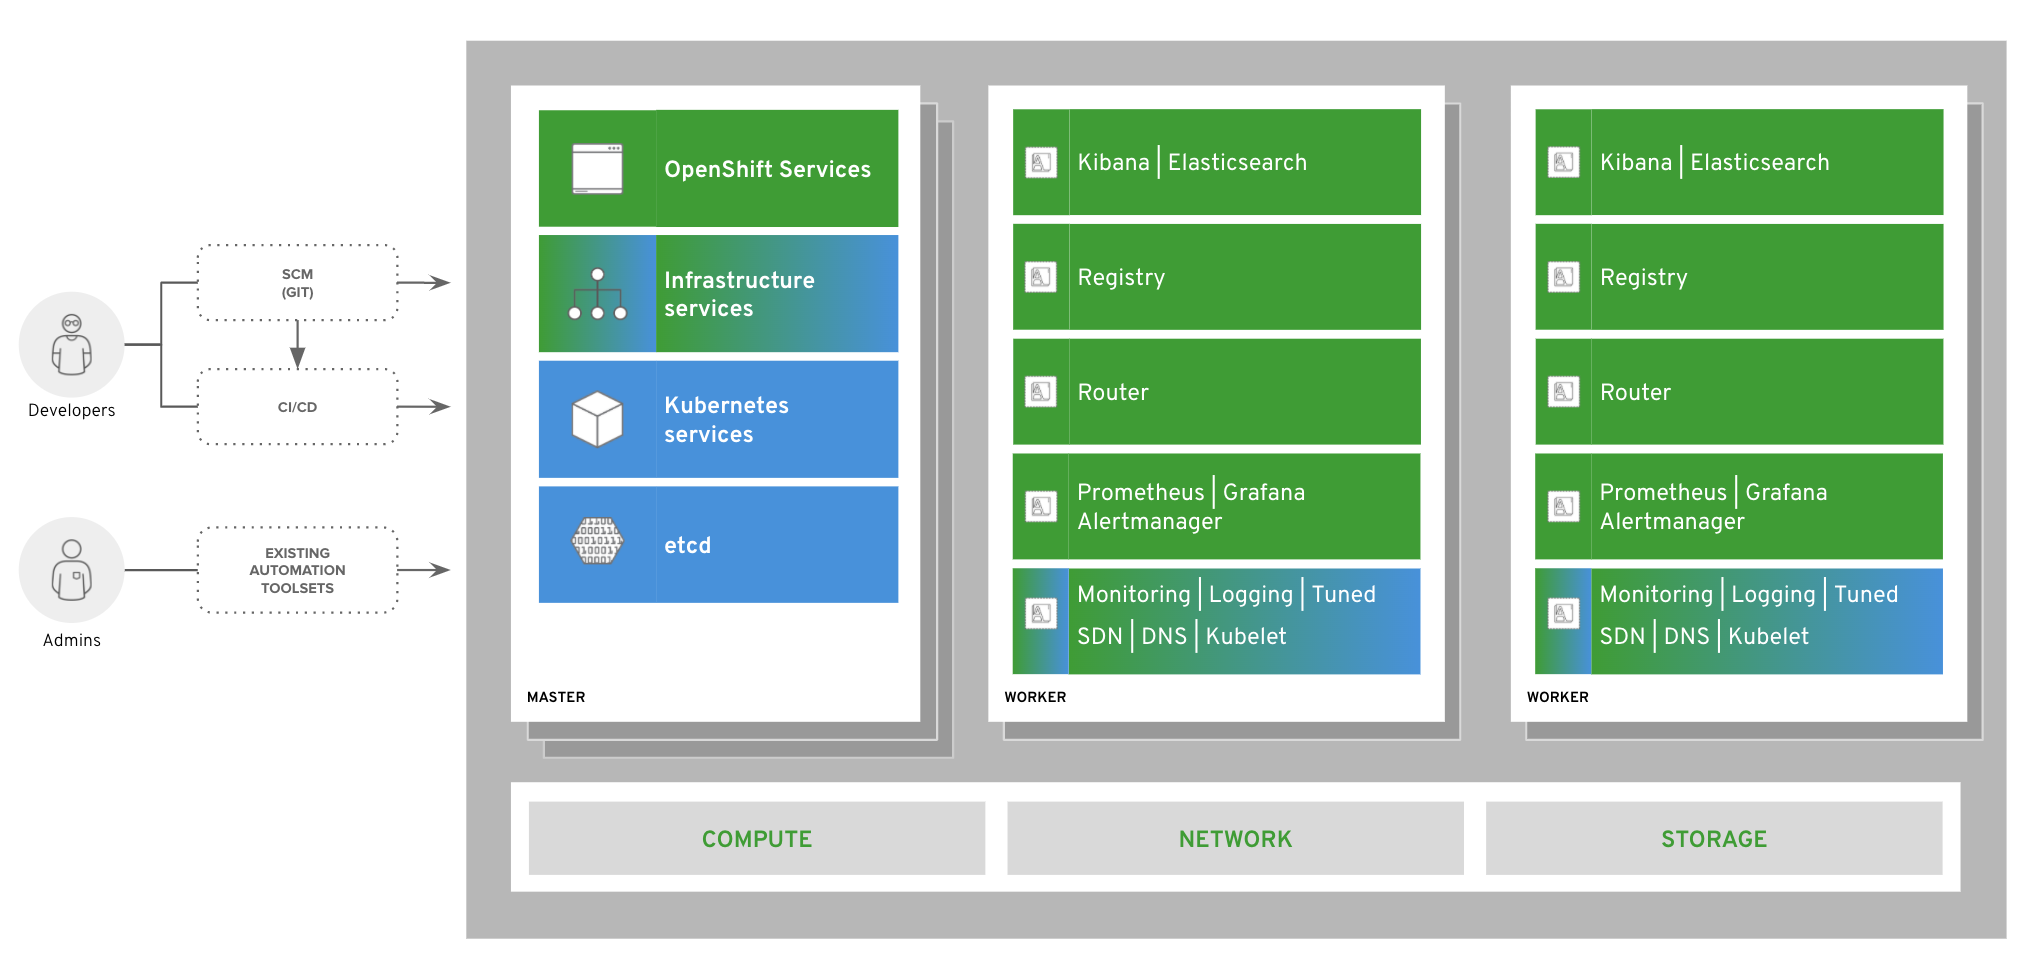 Developers
SCM
(GIT)
CI/CD
Admins
EXISTING
AUTOMATION
TOOLSETS
OpenShift Services
Infrastructure
services
Kubernetes
services
etcd
MASTER
Kibana | Elasticsearch
Registry
Router
Prometheus | Grafana
Alertmanager
Monitoring | Logging | Tuned
SDN | DNS | Kubelet
WORKER
Kibana | Elasticsearch
Registry
Router
Prometheus | Grafana
Alertmanager
Monitoring | Logging | Tuned
SDN | DNS | Kubelet
WORKER
COMPUTE
NETWORK
STORAGE